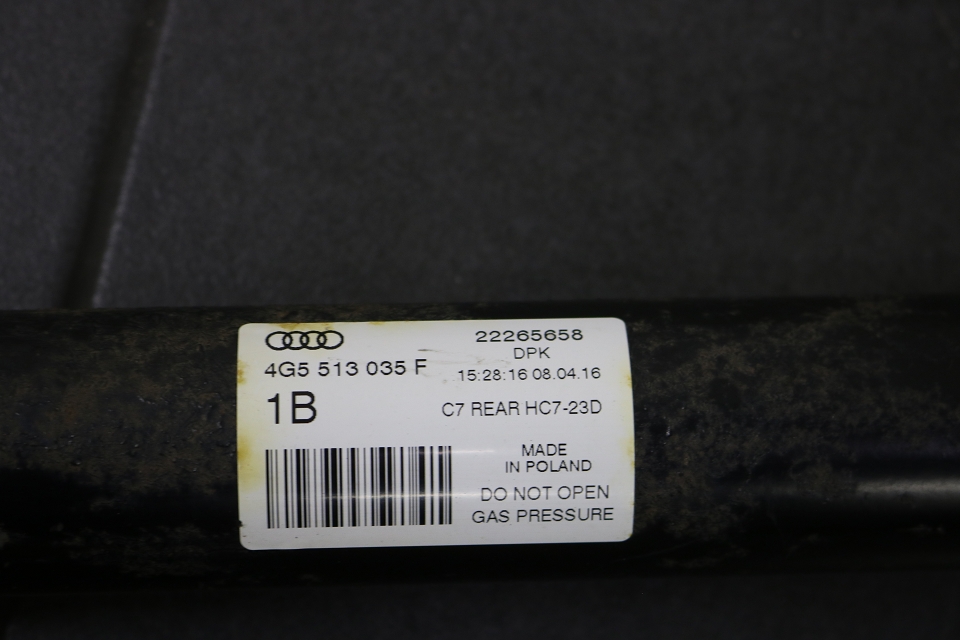 22265658
DPK
4G5 513 035 F
15:28:16 08.04.16
1B
C7 REAR HC7-23D
MADE
IN POLAND
DO NOT OPEN
GAS PRESSURE